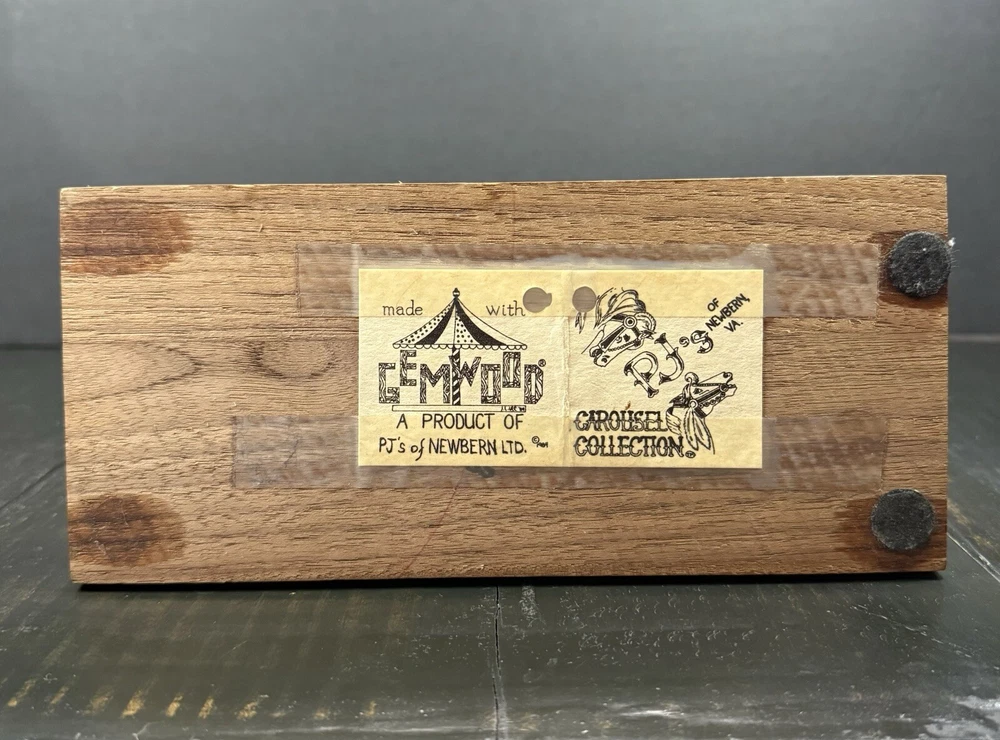 made with
GEMWOOD®
A PRODUCT OF
PJ's of NEWBERN LTD.
PJ's
OF
NEWBERN,
VA.
CAROUSEL
COLLECTION